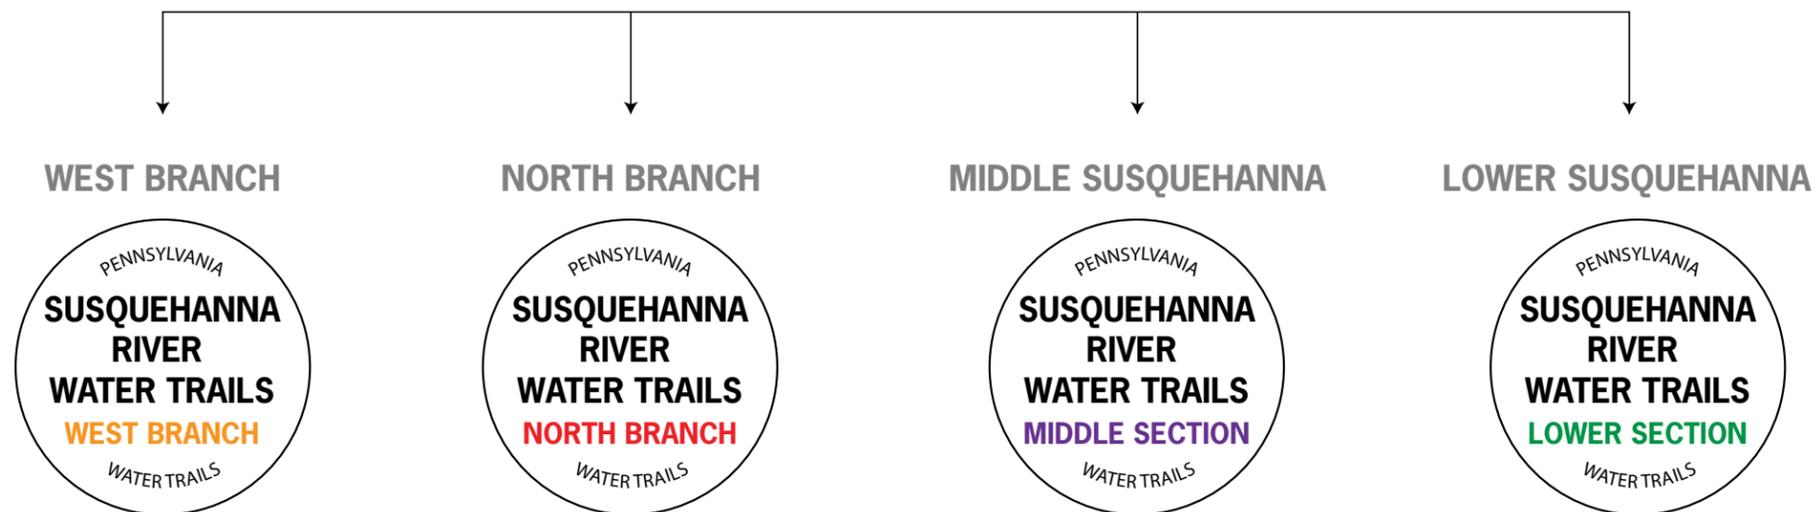 WEST BRANCH
NORTH BRANCH
MIDDLE SUSQUEHANNA
LOWER SUSQUEHANNA
PENNSYLVANIA
SUSQUEHANNA
RIVER
WATER TRAILS
WEST BRANCH
WATER TRAILS
PENNSYLVANIA
SUSQUEHANNA
RIVER
WATER TRAILS
NORTH BRANCH
WATER TRAILS
PENNSYLVANIA
SUSQUEHANNA
RIVER
WATER TRAILS
MIDDLE SECTION
WATER TRAILS
PENNSYLVANIA
SUSQUEHANNA
RIVER
WATER TRAILS
LOWER SECTION
WATER TRAILS